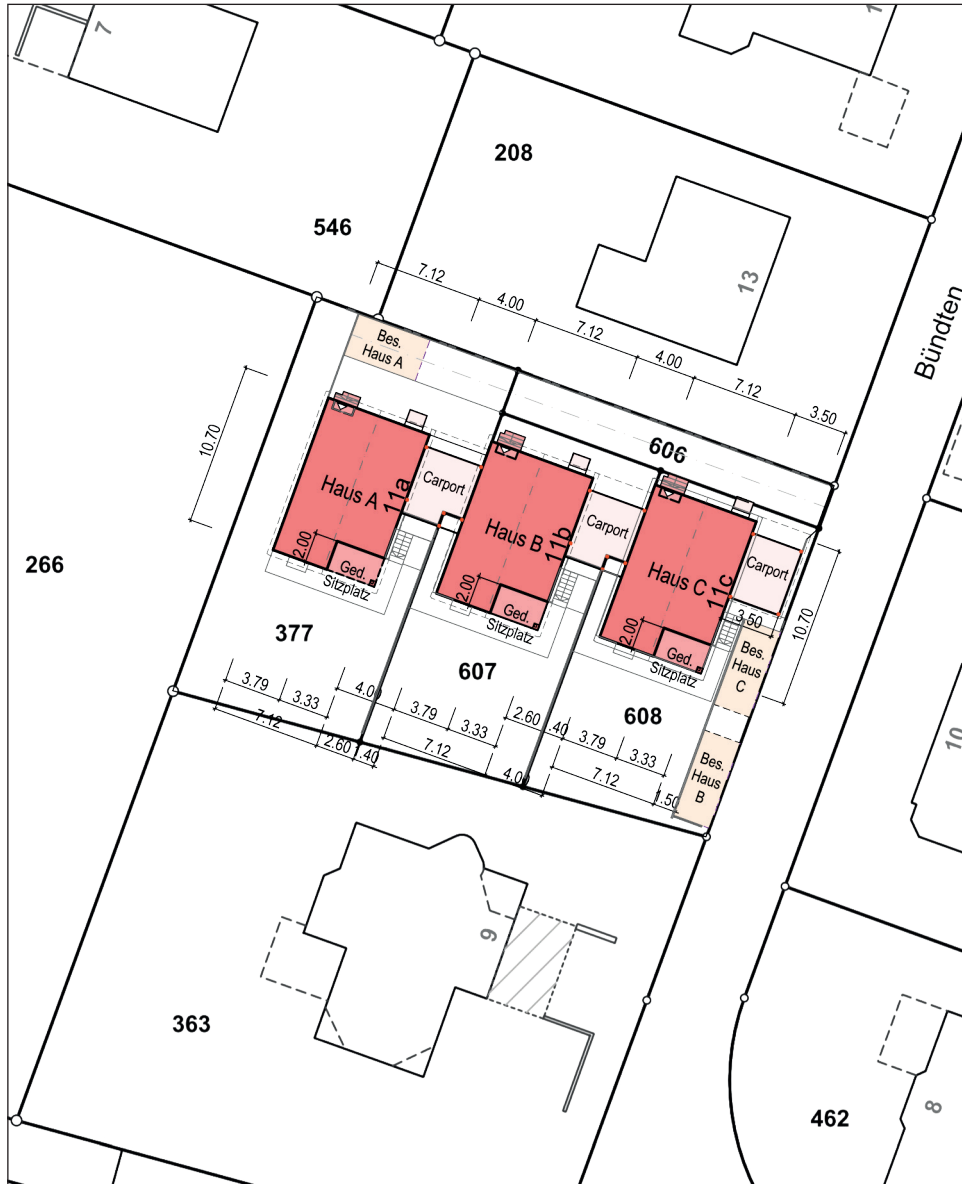 7
1
208
546
13
Bündten
7.12
4.00
7.12
4.00
7.12
3.50
Bes.
Haus A
10.70
606
Haus A
11a
Carport
2.00
Ged.
Sitzplatz
Haus B
11b
Carport
2.00
Ged.
Sitzplatz
Haus C
11c
Carport
2.00
Ged.
Sitzplatz
3.50
10.70
266
377
607
608
Bes.
Haus
C
Bes.
Haus
B
3.79
3.33
4.00
3.79
3.33
2.60
1.40
3.79
3.33
7.12
2.60
1.40
7.12
4.00
7.12
1.50
10
9
363
462
8